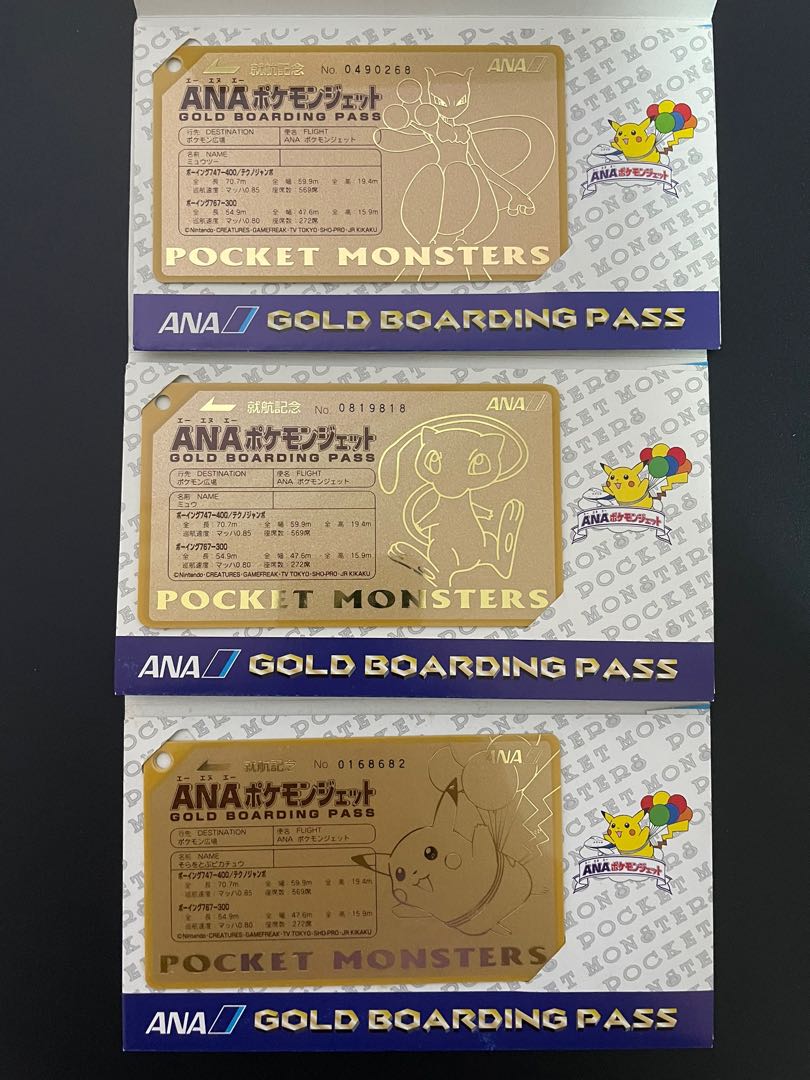 就航記念 No. 0490268 ANA
エー エヌ エー
ANAポケモンジェット
GOLD BOARDING PASS
行先 DESTINATION 便名 FLIGHT
ポケモン広場 ANA ポケモンジェット
名前 NAME
ミュウツー
ボーイング747-400/テクノジャンボ
全 長:70.7m 全 幅:59.9m 全 高:19.4m
巡航速度:マッハ0.85 座席数:569席
ボーイング767-300
全 長:54.9m 全 幅:47.6m 全 高:15.9m
巡航速度:マッハ0.80 座席数:272席
©Nintendo・CREATURES・GAMEFREAK・TV TOKYO・SHO-PRO・JR KIKAKU
POCKET MONSTERS
ANAポケモンジェット
ANA GOLD BOARDING PASS
就航記念 No. 0819818 ANA
エー エヌ エー
ANAポケモンジェット
GOLD BOARDING PASS
行先 DESTINATION 便名 FLIGHT
ポケモン広場 ANA ポケモンジェット
名前 NAME
ミュウ
ボーイング747-400/テクノジャンボ
全 長:70.7m 全 幅:59.9m 全 高:19.4m
巡航速度:マッハ0.85 座席数:569席
ボーイング767-300
全 長:54.9m 全 幅:47.6m 全 高:15.9m
巡航速度:マッハ0.80 座席数:272席
©Nintendo・CREATURES・GAMEFREAK・TV TOKYO・SHO-PRO・JR KIKAKU
POCKET MONSTERS
ANAポケモンジェット
ANA GOLD BOARDING PASS
就航記念 No. 0168682 ANA
エー エヌ エー
ANAポケモンジェット
GOLD BOARDING PASS
行先 DESTINATION 便名 FLIGHT
ポケモン広場 ANA ポケモンジェット
名前 NAME
そらをとぶピカチュウ
ボーイング747-400/テクノジャンボ
全 長:70.7m 全 幅:59.9m 全 高:19.4m
巡航速度:マッハ0.85 座席数:569席
ボーイング767-300
全 長:54.9m 全 幅:47.6m 全 高:15.9m
巡航速度:マッハ0.80 座席数:272席
©Nintendo・CREATURES・GAMEFREAK・TV TOKYO・SHO-PRO・JR KIKAKU
POCKET MONSTERS
ANAポケモンジェット
ANA GOLD BOARDING PASS